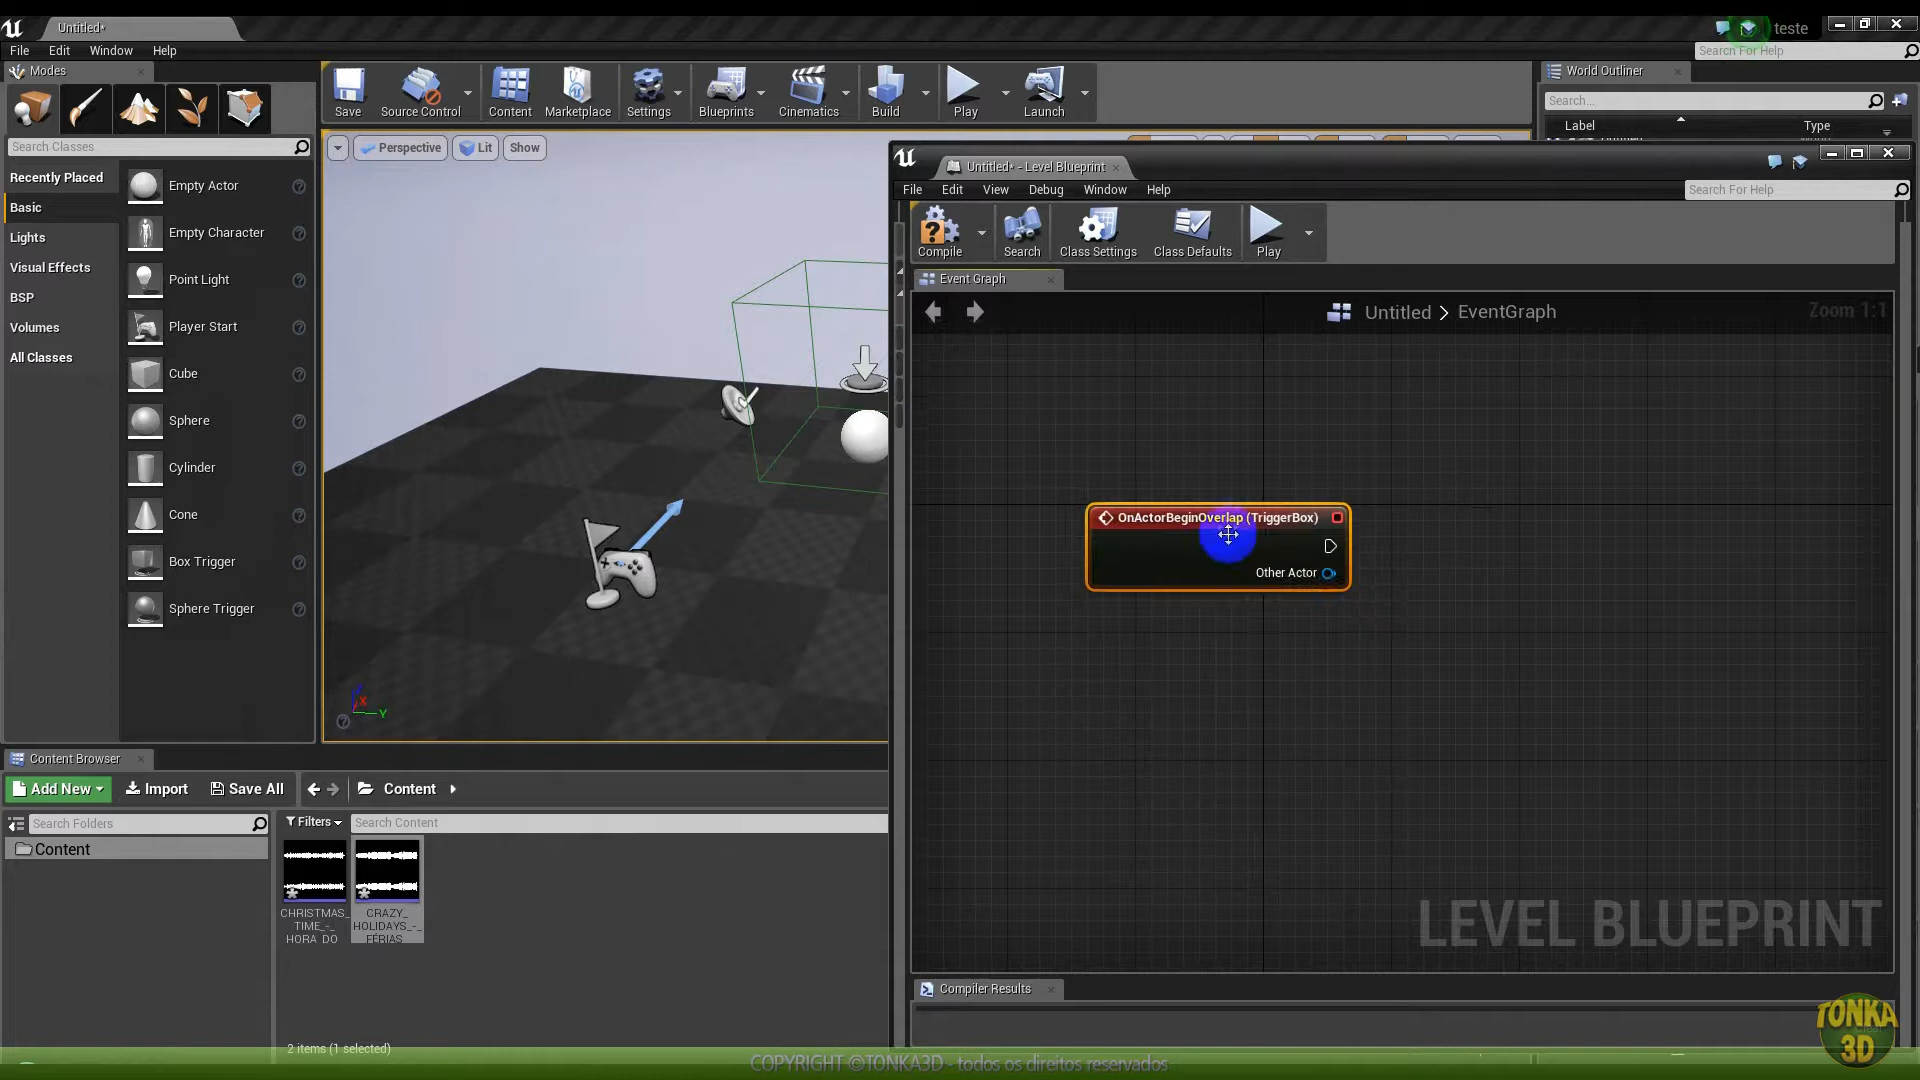 Untitled*
teste
File Edit Window Help
Search For Help
Modes
Save
Source Control
Content
Marketplace
Settings
Blueprints
Cinematics
Build
Play
Launch
World Outliner
Search...
Label
Type
Search Classes
Recently Placed
Basic
Lights
Visual Effects
BSP
Volumes
All Classes
Empty Actor
Empty Character
Point Light
Player Start
Cube
Sphere
Cylinder
Cone
Box Trigger
Sphere Trigger
Perspective
Lit
Show
X
Y
Untitled* - Level Blueprint
File Edit View Debug Window Help
Search For Help
Compile
Search
Class Settings
Class Defaults
Play
Event Graph
Untitled > EventGraph
Zoom 1:1
OnActorBeginOverlap (TriggerBox)
Other Actor
LEVEL BLUEPRINT
Compiler Results
Content Browser
Add New
Import
Save All
Content
Search Folders
Content
Filters
Search Content
CHRISTMAS_
TIME_-_
HORA_DO
CRAZY_
HOLIDAYS_-_
FÉRIAS
2 items (1 selected)
COPYRIGHT ©TONKA3D - todos os direitos reservados
TONKA
3D